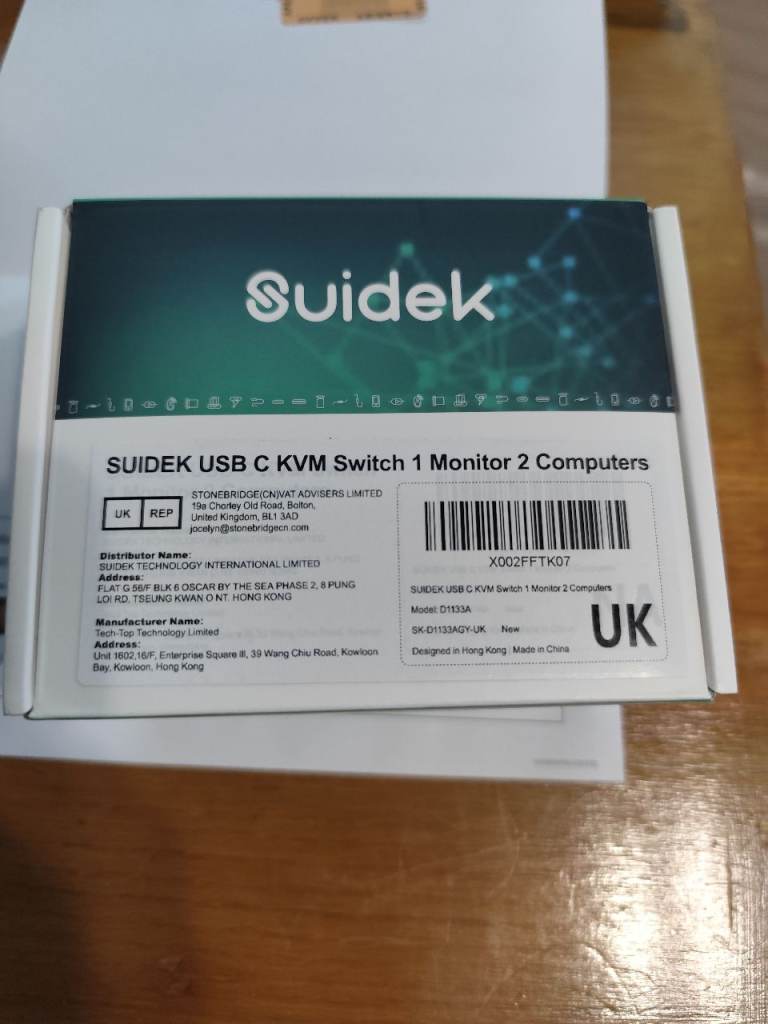 Suidek
SUIDEK USB C KVM Switch 1 Monitor 2 Computers
UK REP
STONEBRIDGE(CN)VAT ADVISERS LIMITED
19a Chorley Old Road, Bolton,
United Kingdom, BL1 3AD
jocelyn@stonebridgecn.com
Distributor Name:
SUIDEK TECHNOLOGY INTERNATIONAL LIMITED
Address:
FLAT G 56/F BLK 6 OSCAR BY THE SEA PHASE 2, 8 PUNG
LOI RD, TSEUNG KWAN O NT. HONG KONG
Manufacturer Name:
Tech-Top Technology Limited
Address:
Unit 1602,16/F, Enterprise Square III, 39 Wang Chiu Road, Kowloon
Bay, Kowloon, Hong Kong
X002FFTK07
SUIDEK USB C KVM Switch 1 Monitor 2 Computers
Model: D1133A
SK-D1133AGY-UK New
Designed in Hong Kong | Made in China
UK